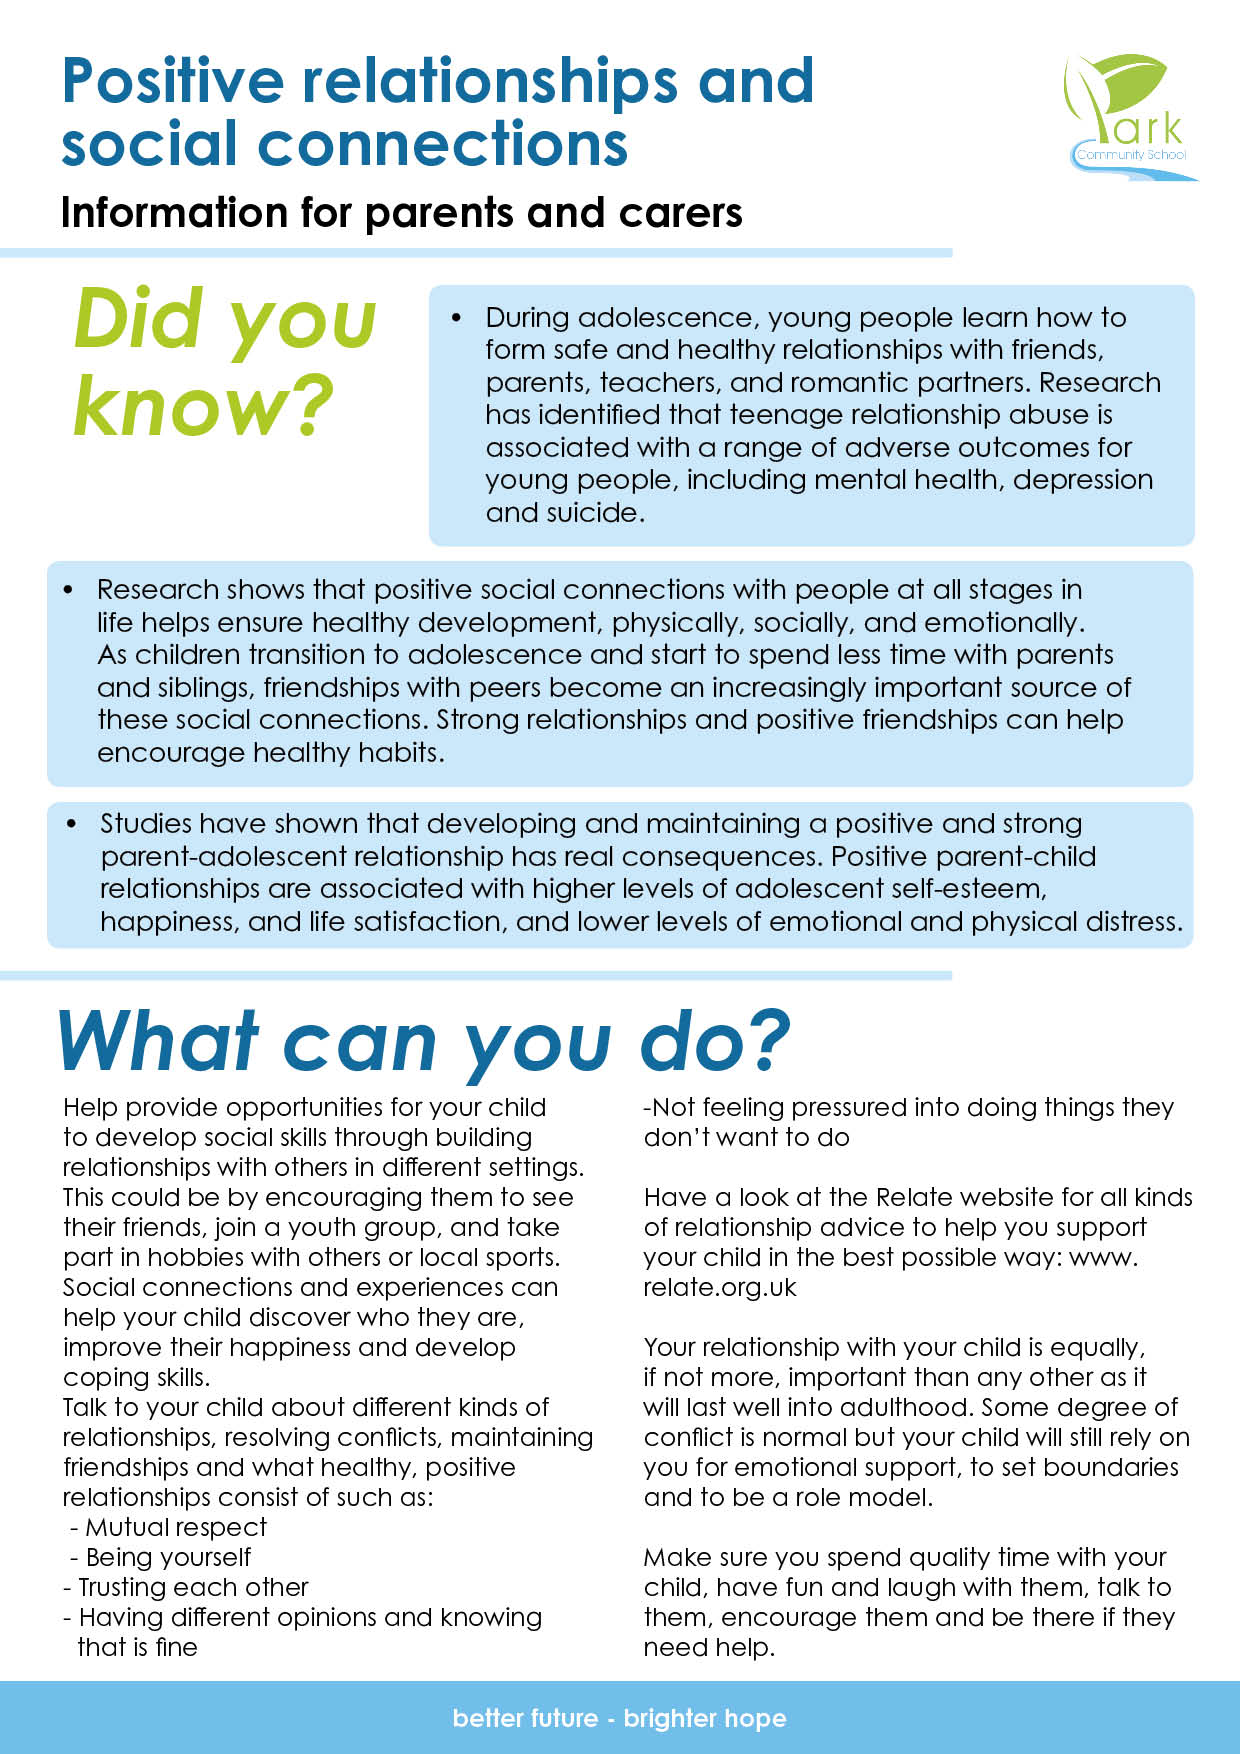 Positive relationships and
social connections
Information for parents and carers
Park
Community School
Did you
know?
• During adolescence, young people learn how to
form safe and healthy relationships with friends,
parents, teachers, and romantic partners. Research
has identified that teenage relationship abuse is
associated with a range of adverse outcomes for
young people, including mental health, depression
and suicide.
• Research shows that positive social connections with people at all stages in
life helps ensure healthy development, physically, socially, and emotionally.
As children transition to adolescence and start to spend less time with parents
and siblings, friendships with peers become an increasingly important source of
these social connections. Strong relationships and positive friendships can help
encourage healthy habits.
• Studies have shown that developing and maintaining a positive and strong
parent-adolescent relationship has real consequences. Positive parent-child
relationships are associated with higher levels of adolescent self-esteem,
happiness, and life satisfaction, and lower levels of emotional and physical distress.
What can you do?
Help provide opportunities for your child
to develop social skills through building
relationships with others in different settings.
This could be by encouraging them to see
their friends, join a youth group, and take
part in hobbies with others or local sports.
Social connections and experiences can
help your child discover who they are,
improve their happiness and develop
coping skills.
Talk to your child about different kinds of
relationships, resolving conflicts, maintaining
friendships and what healthy, positive
relationships consist of such as:
- Mutual respect
- Being yourself
- Trusting each other
- Having different opinions and knowing
that is fine
-Not feeling pressured into doing things they
don’t want to do
Have a look at the Relate website for all kinds
of relationship advice to help you support
your child in the best possible way: www.
relate.org.uk
Your relationship with your child is equally,
if not more, important than any other as it
will last well into adulthood. Some degree of
conflict is normal but your child will still rely on
you for emotional support, to set boundaries
and to be a role model.
Make sure you spend quality time with your
child, have fun and laugh with them, talk to
them, encourage them and be there if they
need help.
better future - brighter hope